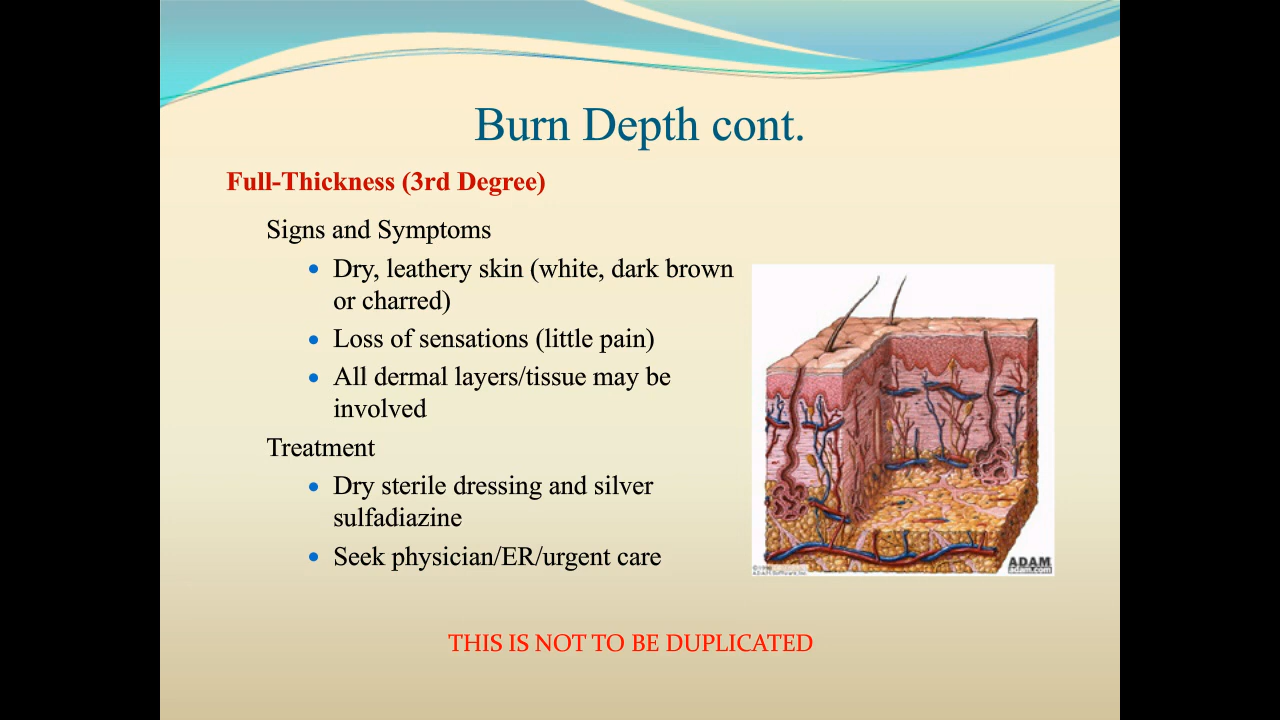 Burn Depth cont.
Full-Thickness (3rd Degree)
Signs and Symptoms
• Dry, leathery skin (white, dark brown
or charred)
• Loss of sensations (little pain)
• All dermal layers/tissue may be
involved
Treatment
• Dry sterile dressing and silver
sulfadiazine
• Seek physician/ER/urgent care
ADAM
adam.com
THIS IS NOT TO BE DUPLICATED